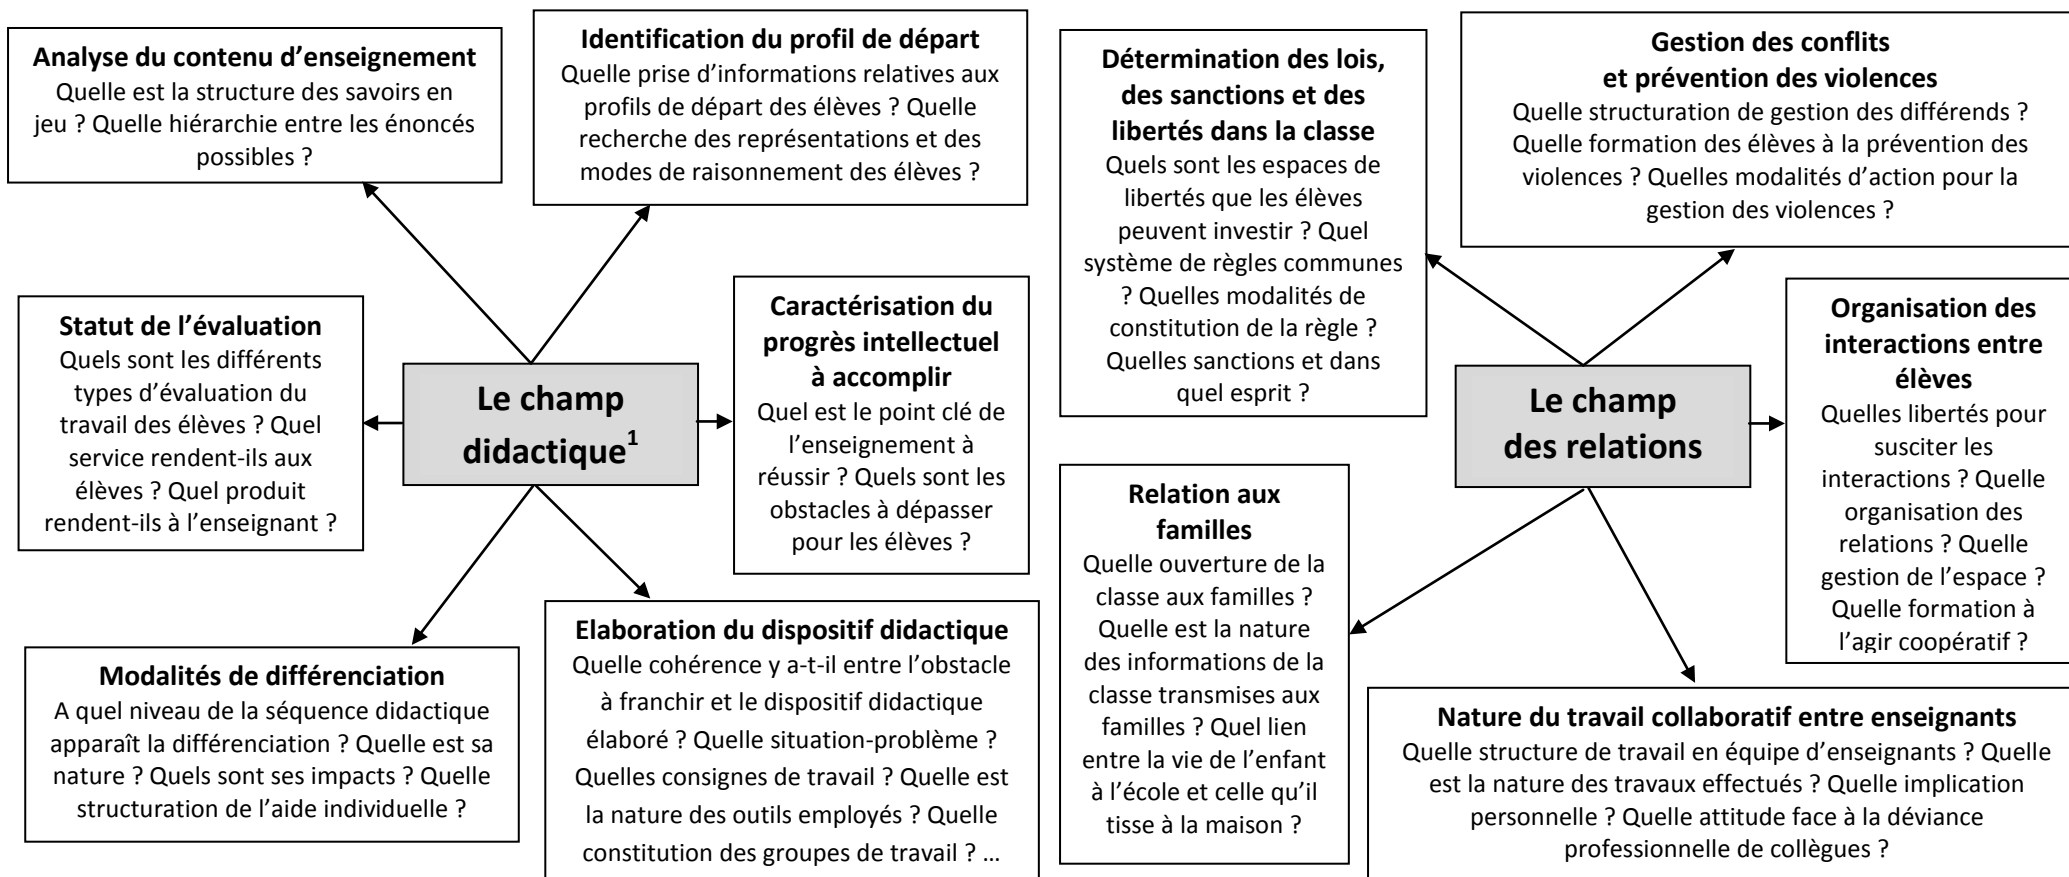 Analyse du contenu d’enseignement
Quelle est la structure des savoirs en
jeu ? Quelle hiérarchie entre les énoncés
possibles ?
Identification du profil de départ
Quelle prise d’informations relatives aux
profils de départ des élèves ? Quelle
recherche des représentations et des
modes de raisonnement des élèves ?
Statut de l’évaluation
Quels sont les différents
types d’évaluation du
travail des élèves ? Quel
service rendent-ils aux
élèves ? Quel produit
rendent-ils à l’enseignant ?
Le champ
didactique1
Caractérisation du
progrès intellectuel
à accomplir
Quel est le point clé de
l’enseignement à
réussir ? Quels sont les
obstacles à dépasser
pour les élèves ?
Modalités de différenciation
A quel niveau de la séquence didactique
apparaît la différenciation ? Quelle est sa
nature ? Quels sont ses impacts ? Quelle
structuration de l’aide individuelle ?
Elaboration du dispositif didactique
Quelle cohérence y a-t-il entre l’obstacle
à franchir et le dispositif didactique
élaboré ? Quelle situation-problème ?
Quelles consignes de travail ? Quelle est
la nature des outils employés ? Quelle
constitution des groupes de travail ? …
Détermination des lois,
des sanctions et des
libertés dans la classe
Quels sont les espaces de
libertés que les élèves
peuvent investir ? Quel
système de règles communes
? Quelles modalités de
constitution de la règle ?
Quelles sanctions et dans
quel esprit ?
Gestion des conflits
et prévention des violences
Quelle structuration de gestion des différends ?
Quelle formation des élèves à la prévention des
violences ? Quelles modalités d’action pour la
gestion des violences ?
Le champ
des relations
Organisation des
interactions entre
élèves
Quelles libertés pour
susciter les
interactions ? Quelle
organisation des
relations ? Quelle
gestion de l’espace ?
Quelle formation à
l’agir coopératif ?
Relation aux
familles
Quelle ouverture de la
classe aux familles ?
Quelle est la nature
des informations de la
classe transmises aux
familles ? Quel lien
entre la vie de l’enfant
à l’école et celle qu’il
tisse à la maison ?
Nature du travail collaboratif entre enseignants
Quelle structure de travail en équipe d’enseignants ? Quelle
est la nature des travaux effectués ? Quelle implication
personnelle ? Quelle attitude face à la déviance
professionnelle de collègues ?